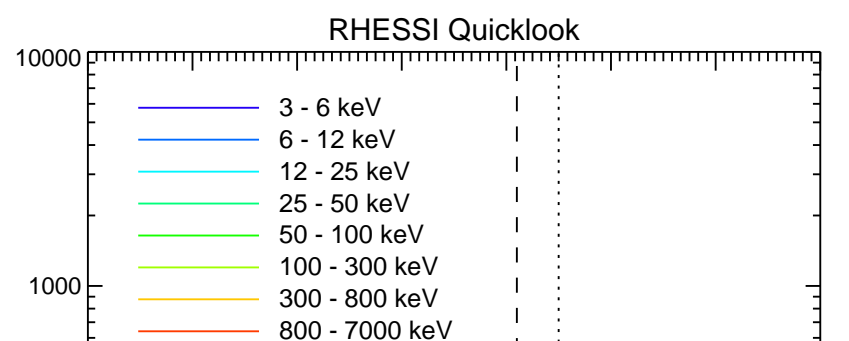 RHESSI Quicklook
10000
3 - 6 keV
6 - 12 keV
12 - 25 keV
25 - 50 keV
50 - 100 keV
100 - 300 keV
1000
300 - 800 keV
800 - 7000 keV